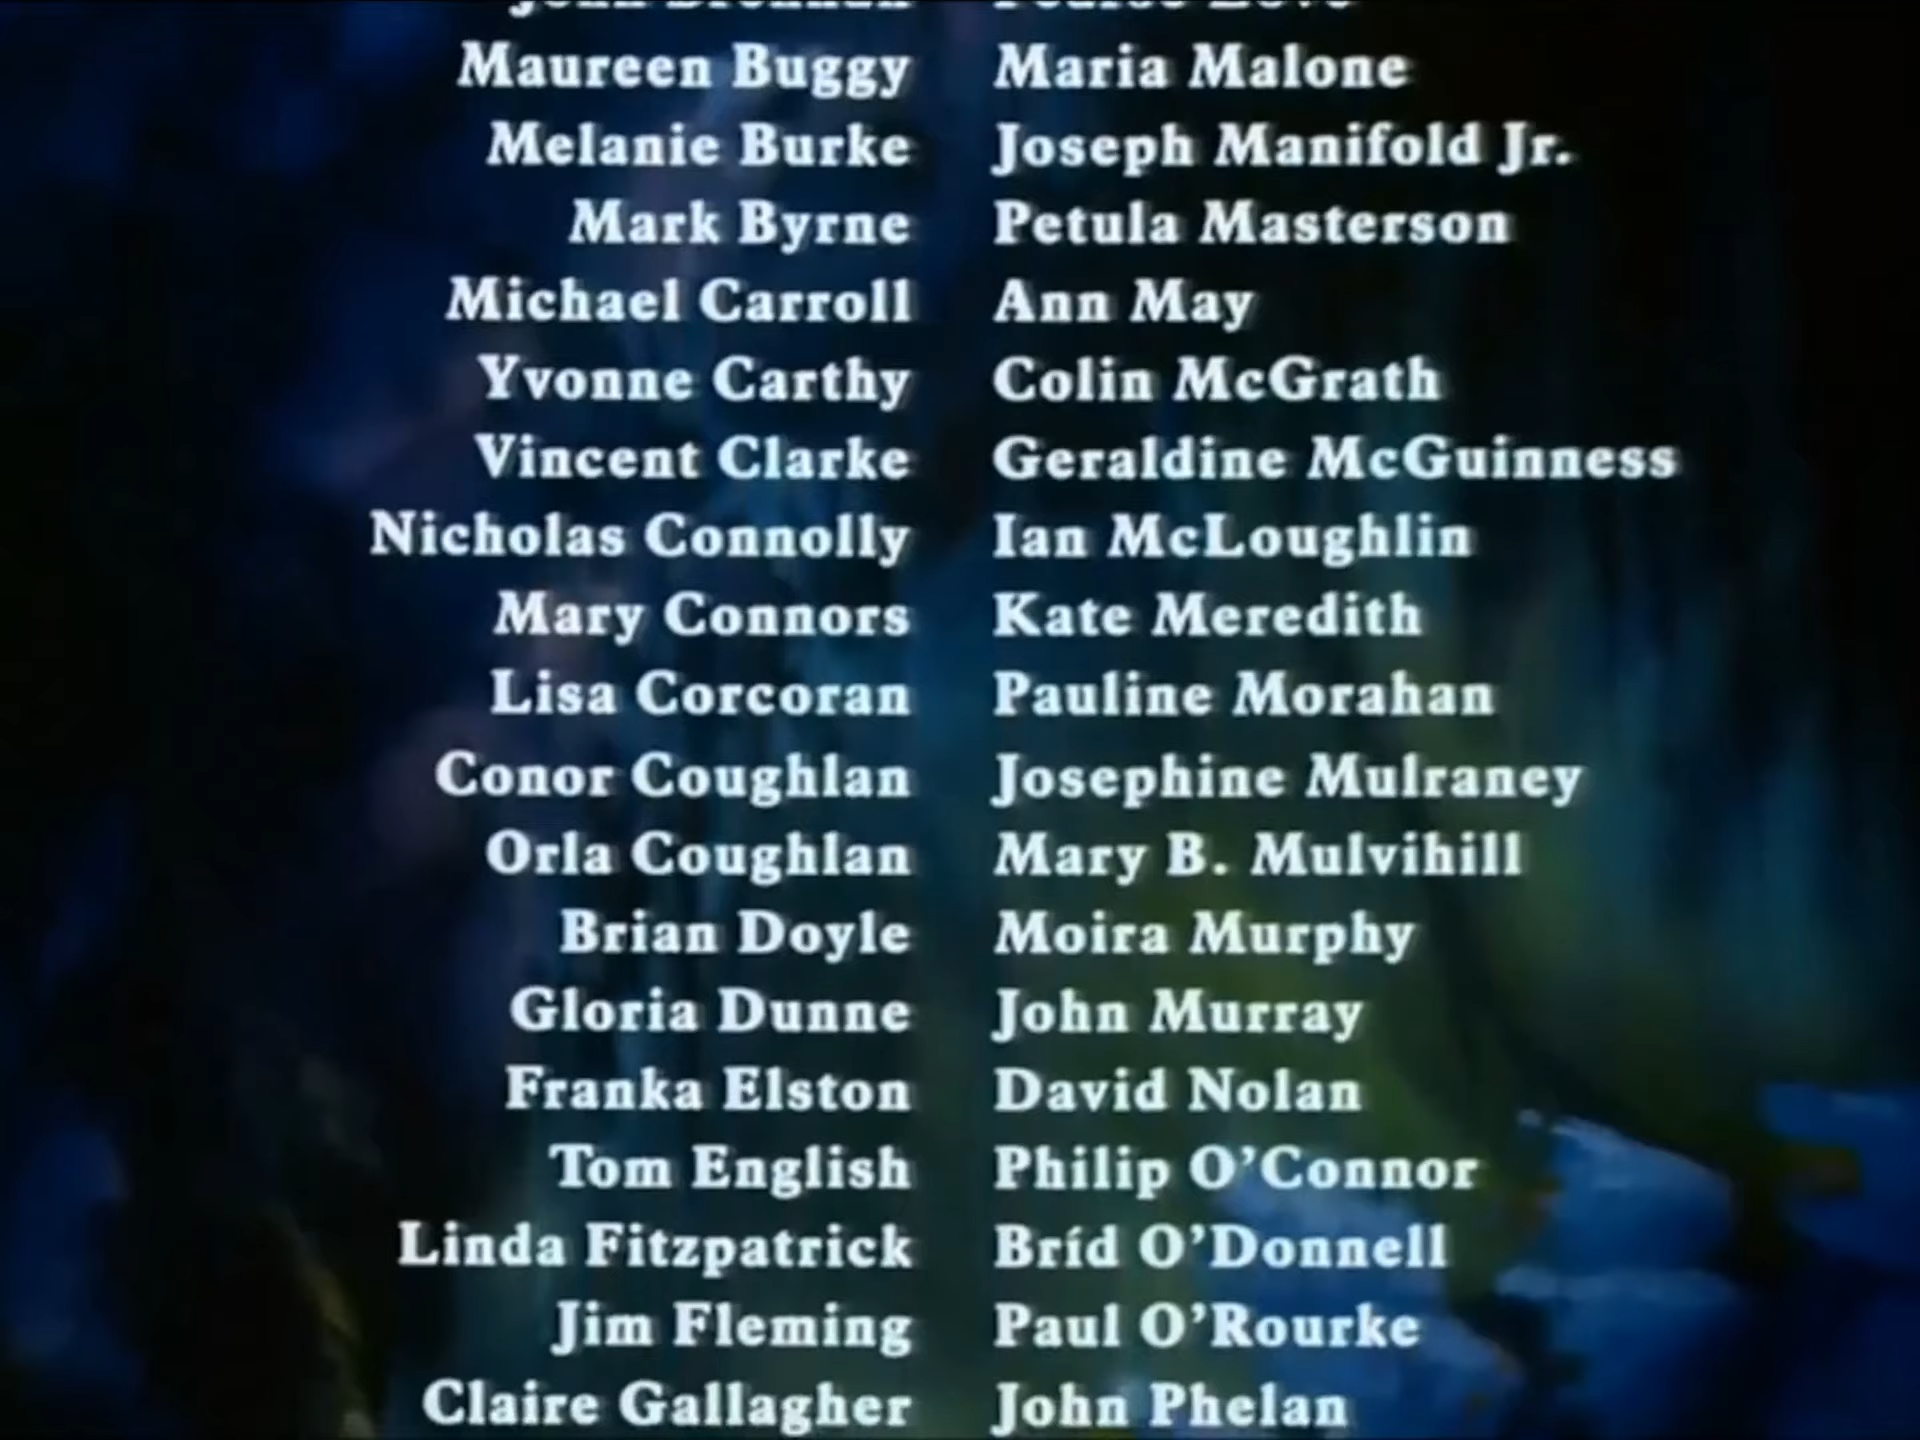 Maureen Buggy Maria Malone
Melanie Burke Joseph Manifold Jr.
Mark Byrne Petula Masterson
Michael Carroll Ann May
Yvonne Carthy Colin McGrath
Vincent Clarke Geraldine McGuinness
Nicholas Connolly Ian McLoughlin
Mary Connors Kate Meredith
Lisa Corcoran Pauline Morahan
Conor Coughlan Josephine Mulraney
Orla Coughlan Mary B. Mulvihill
Brian Doyle Moira Murphy
Gloria Dunne John Murray
Franka Elston David Nolan
Tom English Philip O'Connor
Linda Fitzpatrick Bríd O'Donnell
Jim Fleming Paul O'Rourke
Claire Gallagher John Phelan